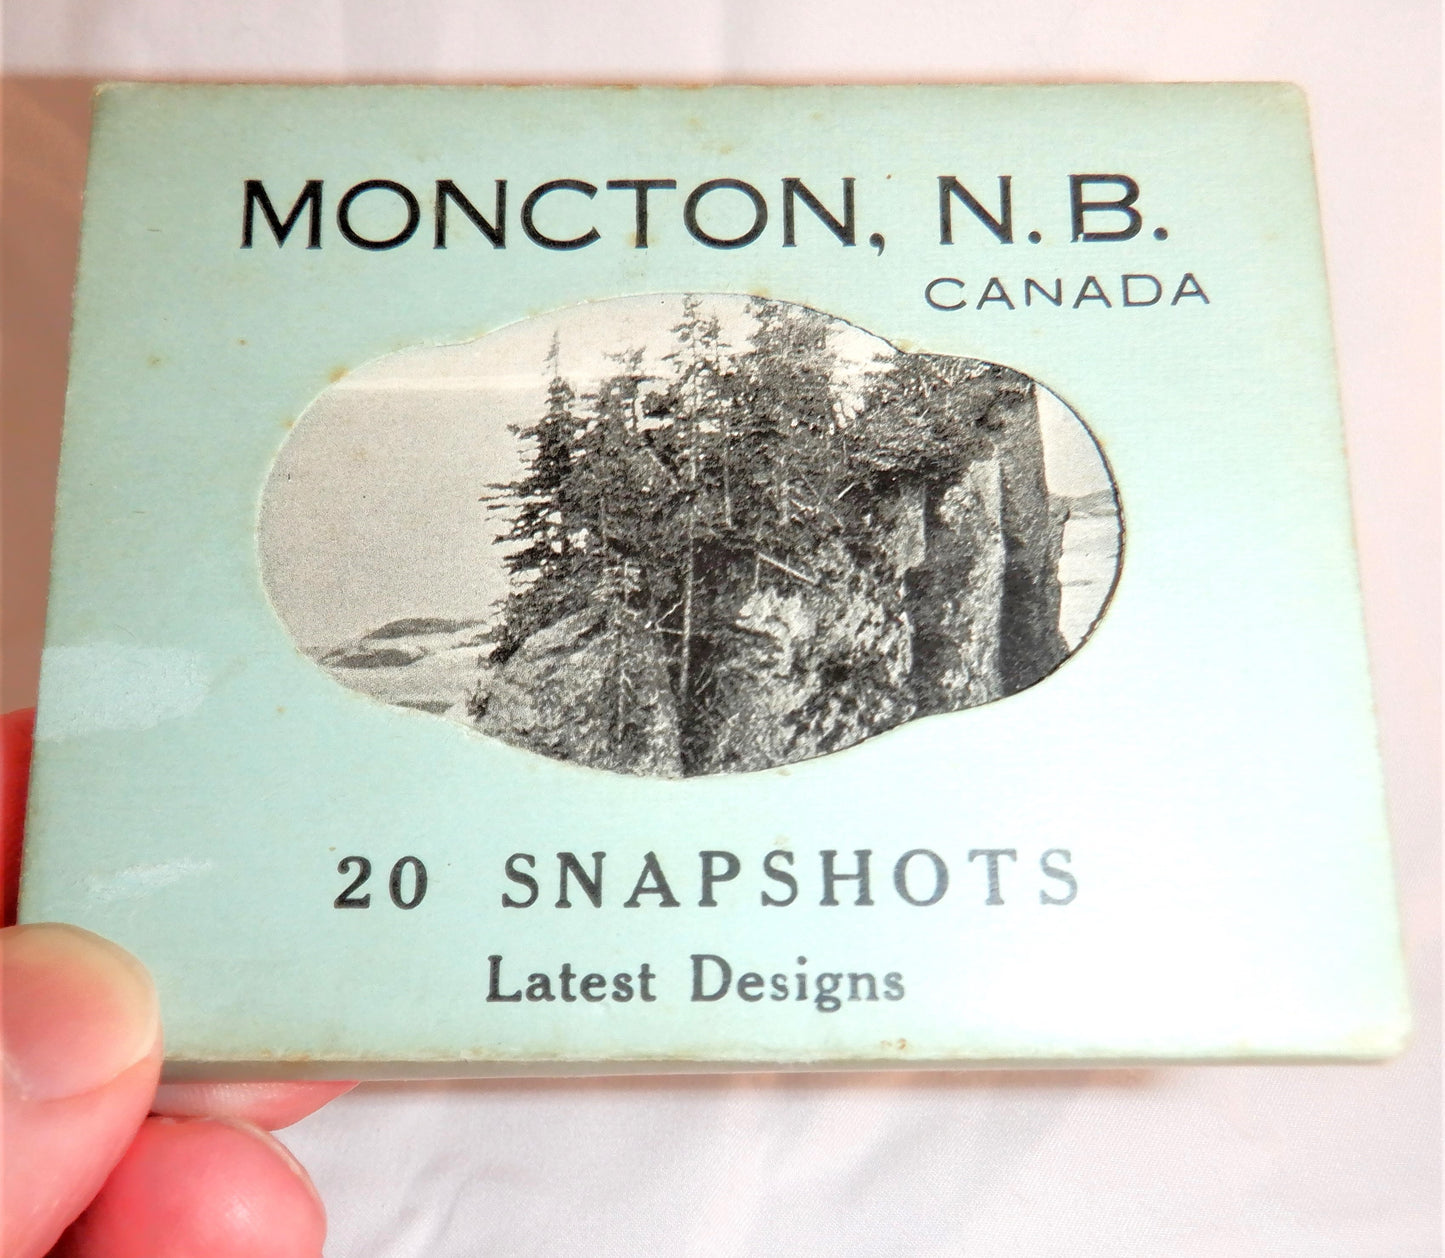 MONCTON, N.B.
CANADA
20 SNAPSHOTS
Latest Designs